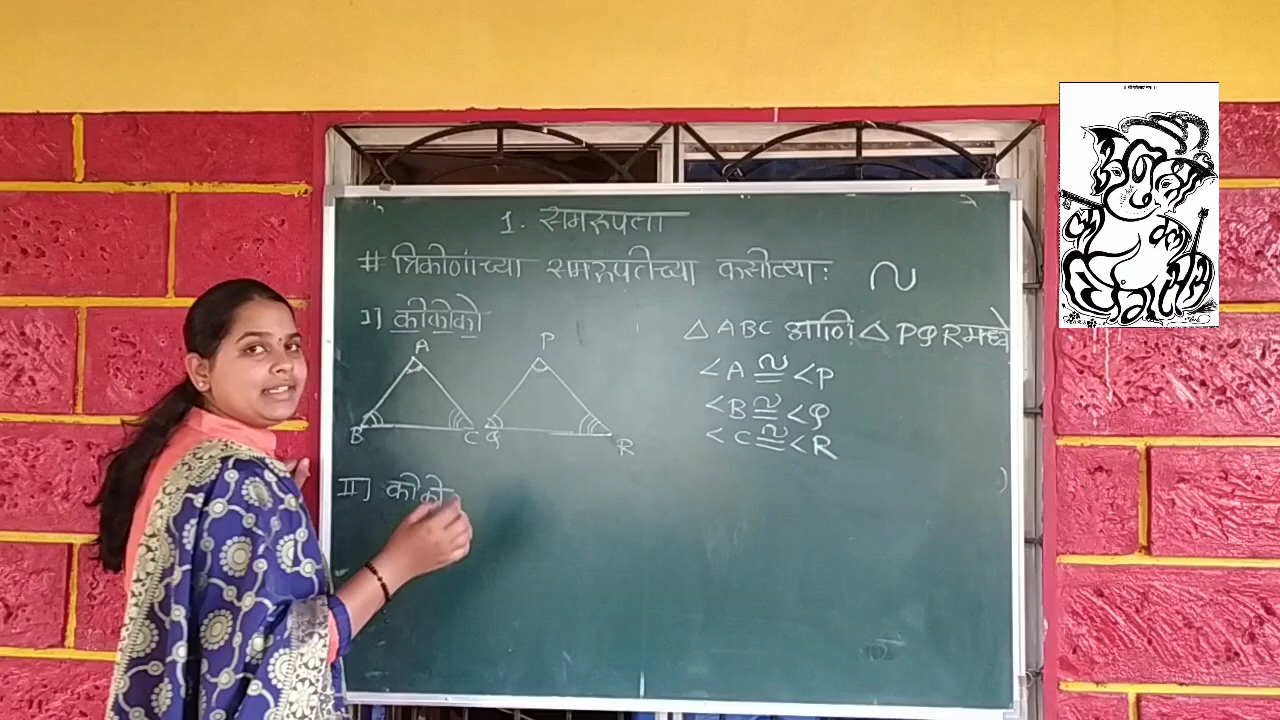 1. समरूपता
# त्रिकोणांच्या समरूपतेच्या कसोट्या: ~
I] कोकोको
△ ABC आणि △ PQR मध्ये
A
P
B
C
Q
R
<A ≅ <P
<B ≅ <Q
<C ≅ <R
II] कोको